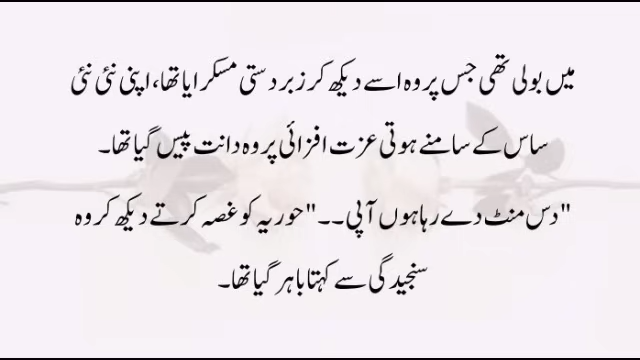 میں بولی تھی جس پر وہ اسے دیکھ کر زبردستی مسکرایا تھا، اپنی نئی نئی
ساس کے سامنے ہوتی عزت افزائی پر وہ دانت پیس گیا تھا۔
"دس منٹ دے رہا ہوں آپی۔۔" حوریہ کو غصہ کرتے دیکھ کر وہ
سنجیدگی سے کہتا باہر گیا تھا۔